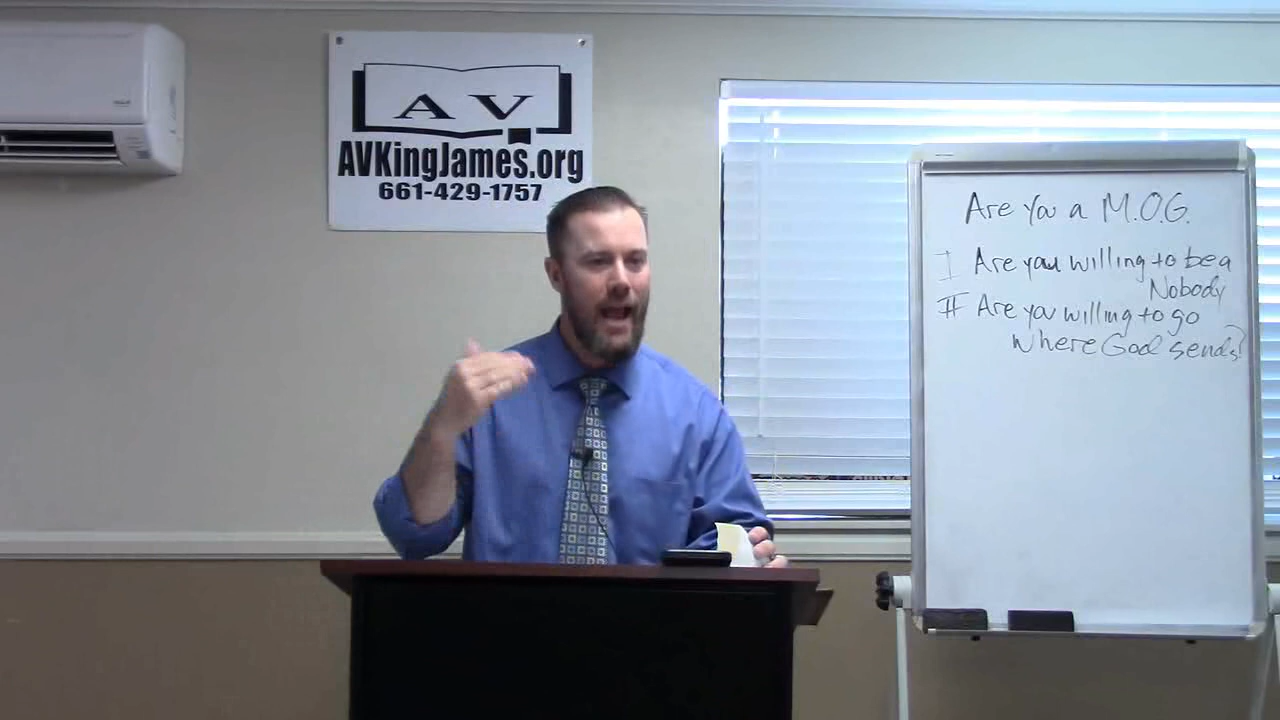 A V
AVKingJames.org
661-429-1757
Are You a M.O.G.
I Are you willing to be a
Nobody
II Are you willing to go
where God sends?